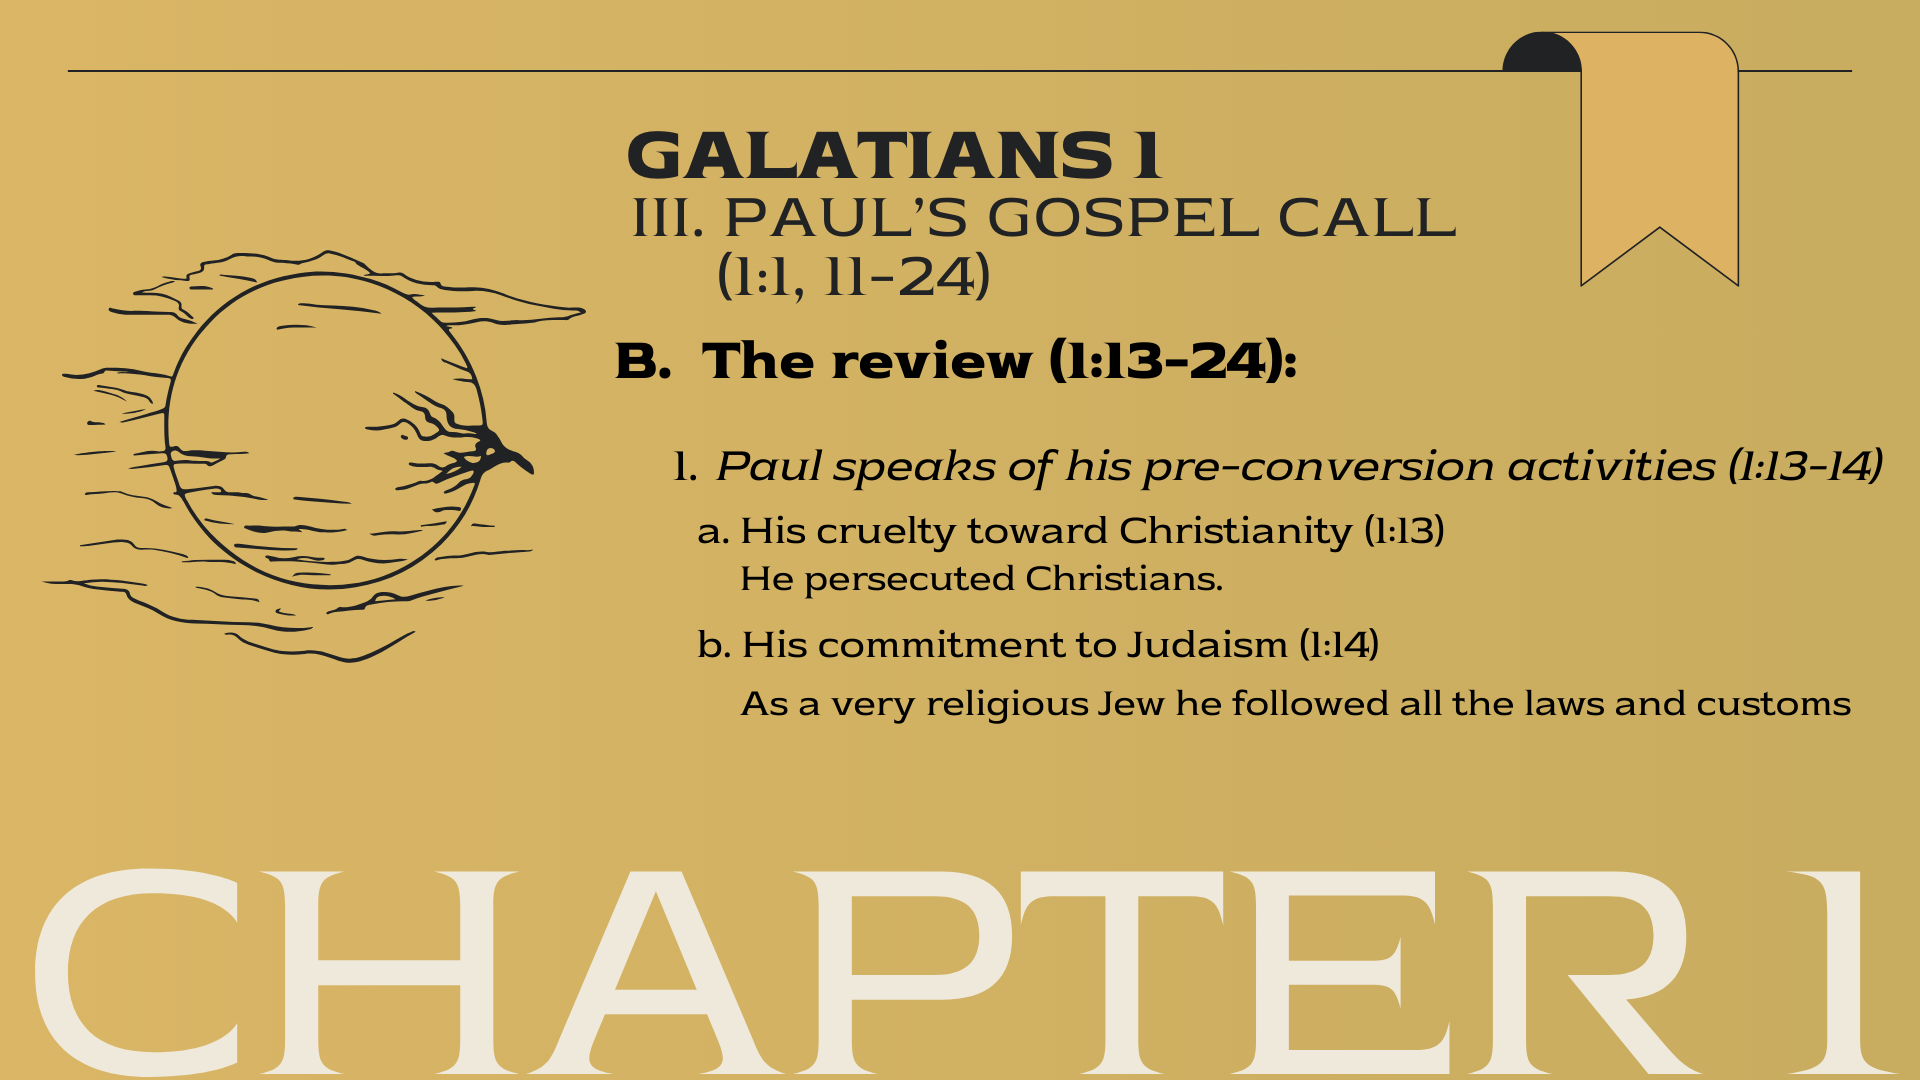 GALATIANS 1
III. PAUL’S GOSPEL CALL
(1:1, 11-24)
B. The review (1:13-24):
1. Paul speaks of his pre-conversion activities (1:13-14)
a. His cruelty toward Christianity (1:13)
He persecuted Christians.
b. His commitment to Judaism (1:14)
As a very religious Jew he followed all the laws and customs
CHAPTER 1